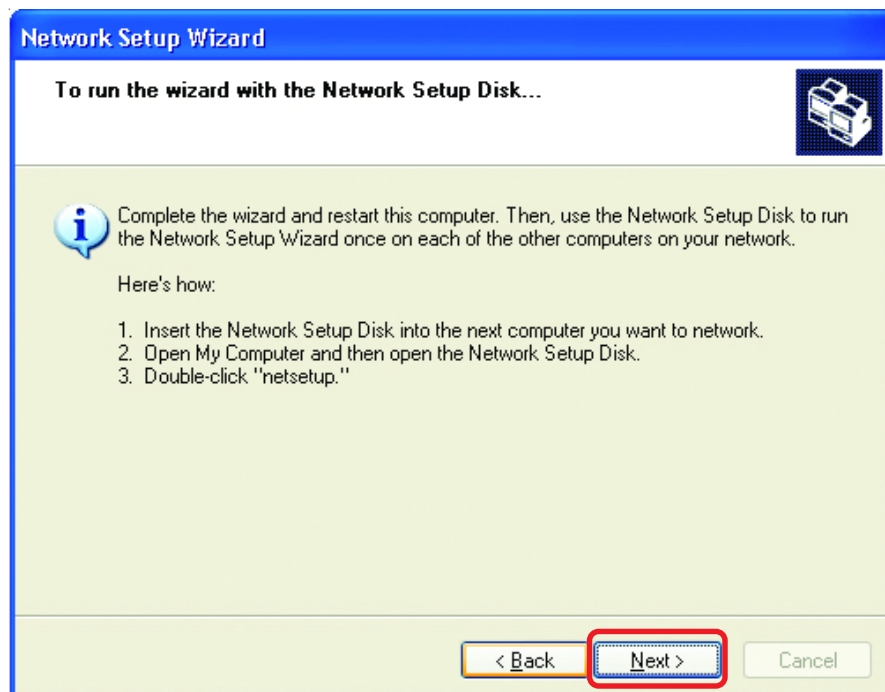 Network Setup Wizard
To run the wizard with the Network Setup Disk...
Complete the wizard and restart this computer. Then, use the Network Setup Disk to run
the Network Setup Wizard once on each of the other computers on your network.
Here's how:
1. Insert the Network Setup Disk into the next computer you want to network.
2. Open My Computer and then open the Network Setup Disk.
3. Double-click "netsetup."
< Back Next > Cancel